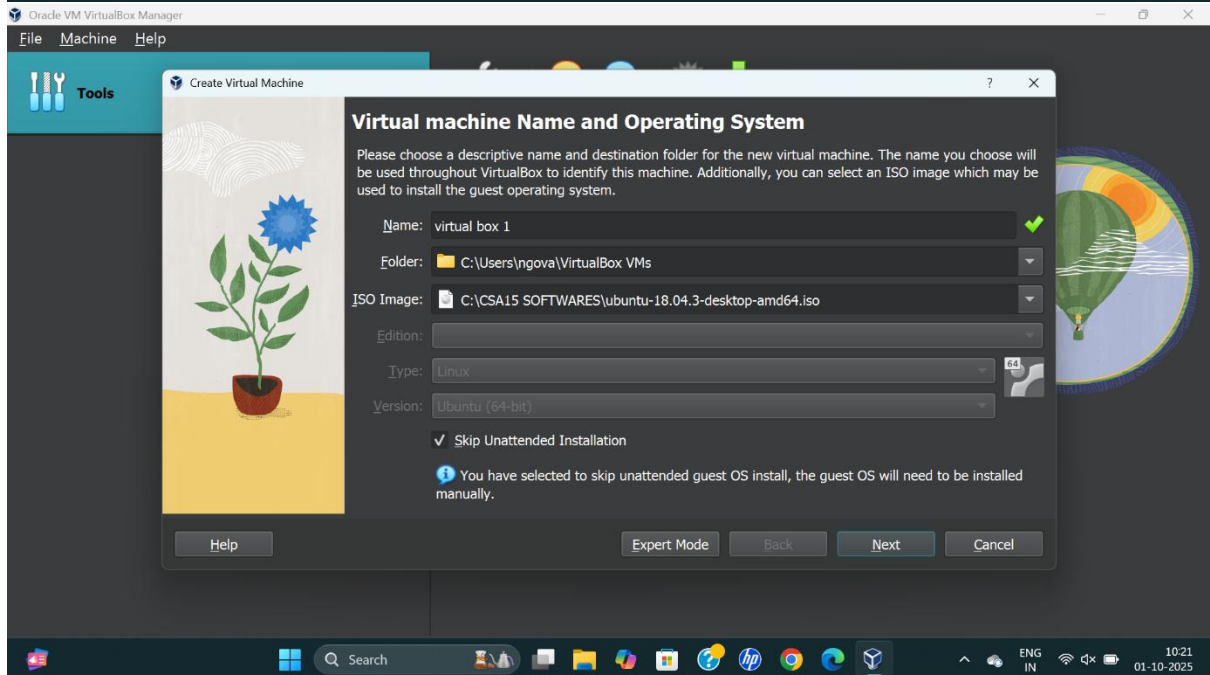 Oracle VM VirtualBox Manager
File Machine Help
Tools
Create Virtual Machine
? 
Virtual machine Name and Operating System
Please choose a descriptive name and destination folder for the new virtual machine. The name you choose will
be used throughout VirtualBox to identify this machine. Additionally, you can select an ISO image which may be
used to install the guest operating system.
Name: virtual box 1
Folder: C:\Users\ngova\VirtualBox VMs
ISO Image: C:\CSA15 SOFTWARES\ubuntu-18.04.3-desktop-amd64.iso
Edition:
Type: Linux
64
Version: Ubuntu (64-bit)
Skip Unattended Installation
You have selected to skip unattended guest OS install, the guest OS will need to be installed
manually.
Help Expert Mode Back Next Cancel
Search
hp
ENG
IN
10:21
01-10-2025